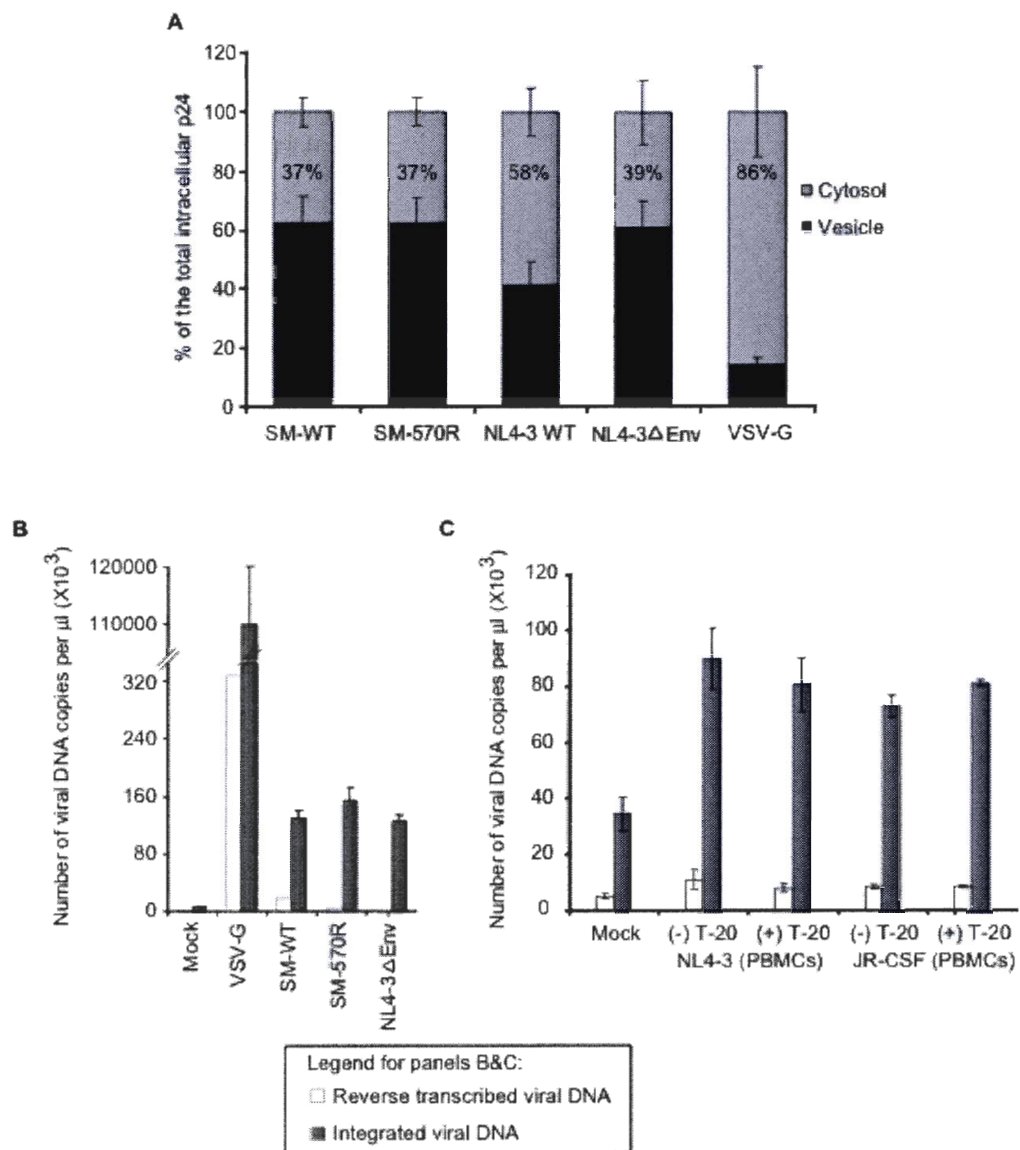 A
% of the total intracellular p24
120
100
80
60
40
20
0
37%
37%
58%
39%
86%
Cytosol
Vesicle
SM-WT
SM-570R
NL4-3 WT
NL4-3ΔEnv
VSV-G
B
Number of viral DNA copies per µl (X10³)
120000
110000
320
240
160
80
0
Mock
VSV-G
SM-WT
SM-570R
NL4-3ΔEnv
C
Number of viral DNA copies per µl (X10³)
120
100
80
60
40
20
0
Mock
(-) T-20
(+) T-20
(-) T-20
(+) T-20
NL4-3 (PBMCs)
JR-CSF (PBMCs)
Legend for panels B&C:
Reverse transcribed viral DNA
Integrated viral DNA